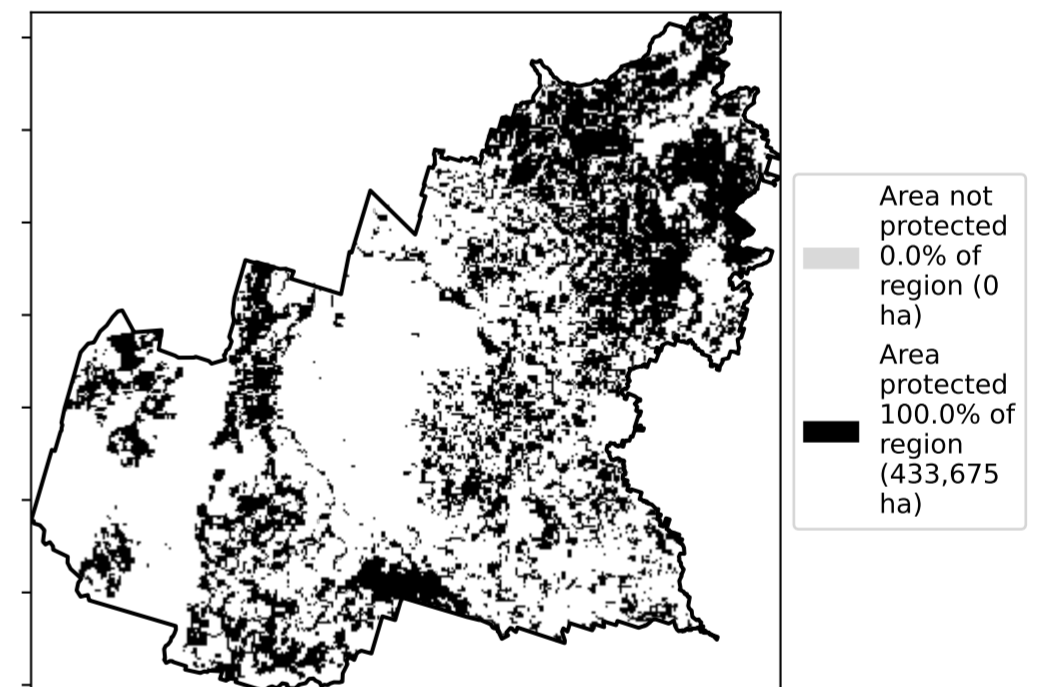 Area not
protected
0.0% of
region (0
ha)
Area
protected
100.0% of
region
(433,675
ha)